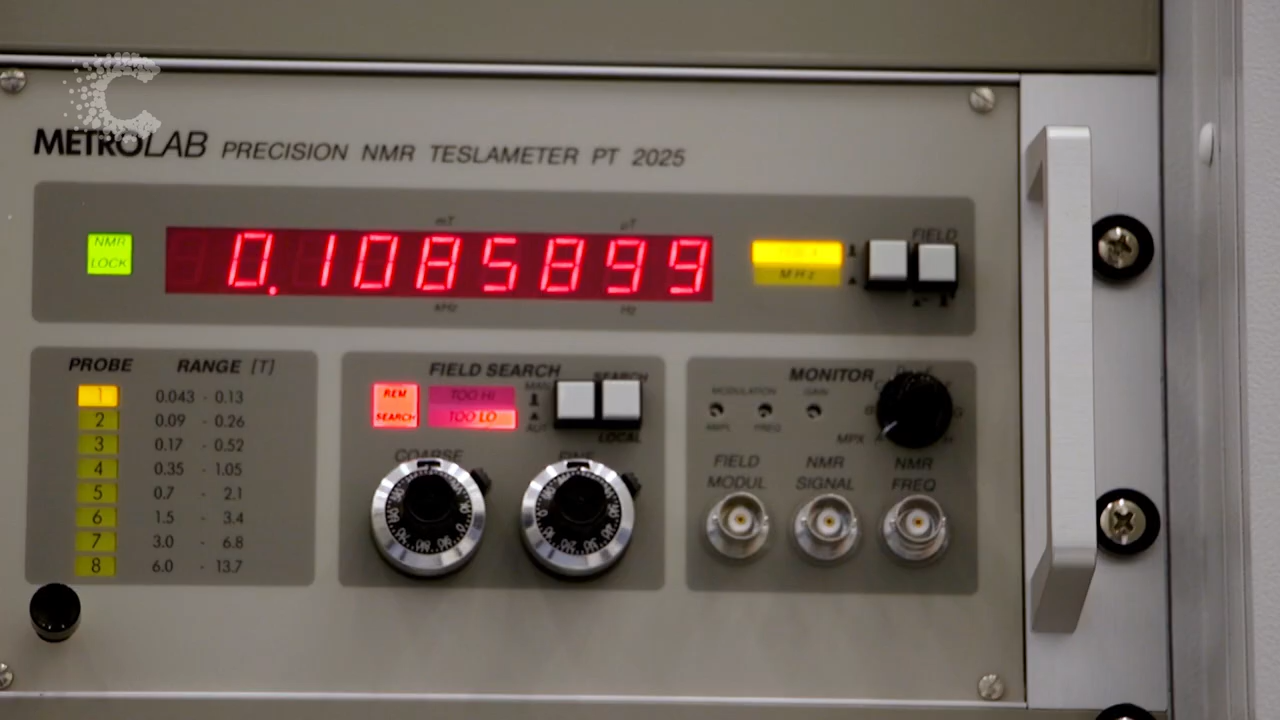 METROLAB PRECISION NMR TESLAMETER PT 2025
mT µT
NMR LOCK
0.1085899
kHz Hz
MHz
FIELD
PROBE RANGE [T]
1 0.043 - 0.13
2 0.09 - 0.26
3 0.17 - 0.52
4 0.35 - 1.05
5 0.7 - 2.1
6 1.5 - 3.4
7 3.0 - 6.8
8 6.0 - 13.7
FIELD SEARCH
REM SEARCH
TOO HI
TOO LO
MAN
AUT
SEARCH
LOCAL
COARSE FINE
MONITOR
MODULATION GAIN
AMPL FREQ
MPX
FIELD MODUL
NMR SIGNAL
NMR FREQ